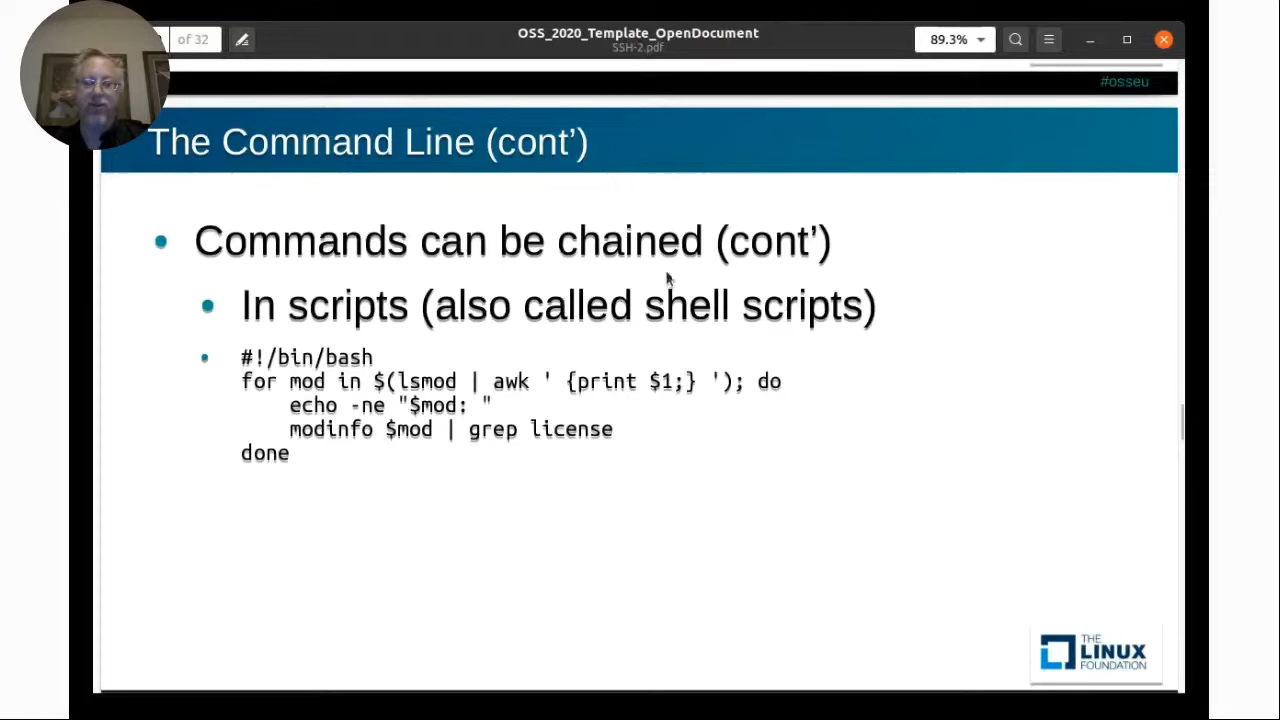 of 32
OSS_2020_Template_OpenDocument
SSH-2.pdf
89.3%
#osseu
The Command Line (cont’)
• Commands can be chained (cont’)
• In scripts (also called shell scripts)
• #!/bin/bash
for mod in $(lsmod | awk ' {print $1;} '); do
echo -ne "$mod: "
modinfo $mod | grep license
done
THE
LINUX
FOUNDATION